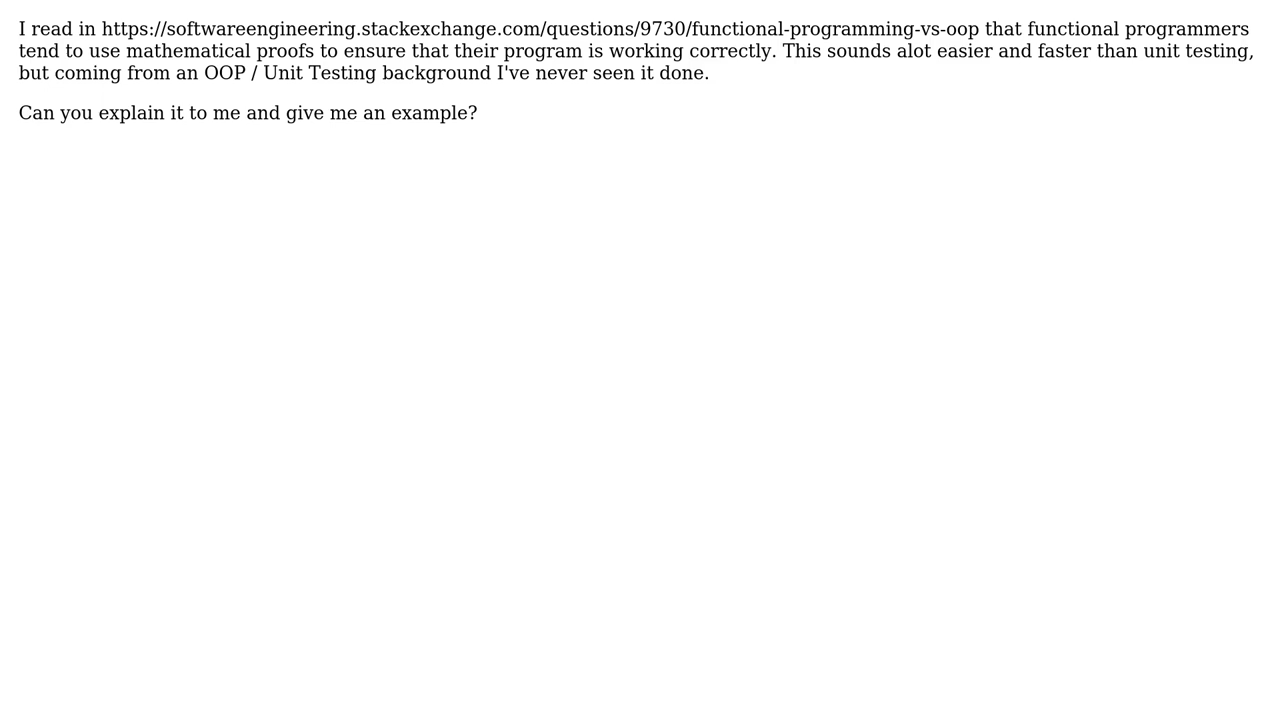 I read in https://softwareengineering.stackexchange.com/questions/9730/functional-programming-vs-oop that functional programmers
tend to use mathematical proofs to ensure that their program is working correctly. This sounds alot easier and faster than unit testing,
but coming from an OOP / Unit Testing background I've never seen it done.
Can you explain it to me and give me an example?